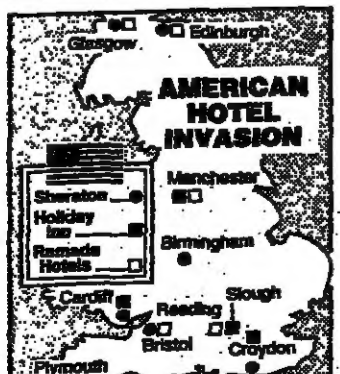 Glasgow
Edinburgh
AMERICAN
HOTEL
INVASION
Sheraton
Holiday
Inn
Ramada
Hotels
Manchester
Birmingham
Cardiff
Reading
Slough
Bristol
Croydon
Plymouth